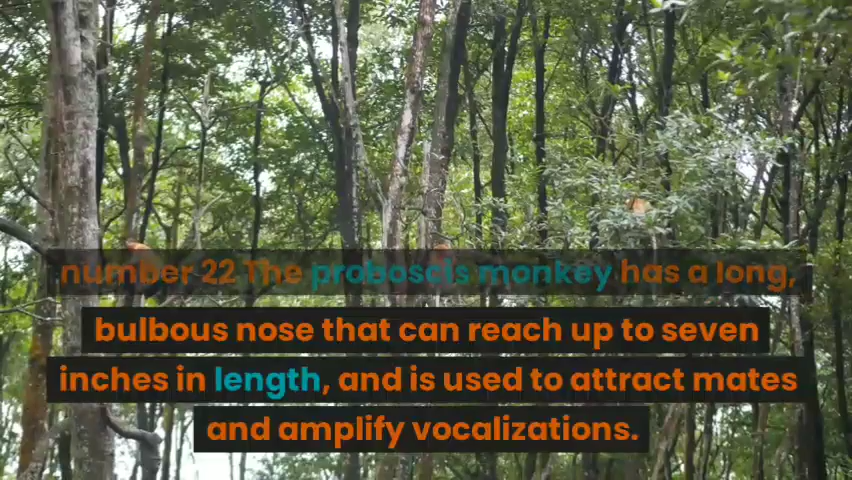 number 22 The proboscis monkey has a long,
bulbous nose that can reach up to seven
inches in length, and is used to attract mates
and amplify vocalizations.